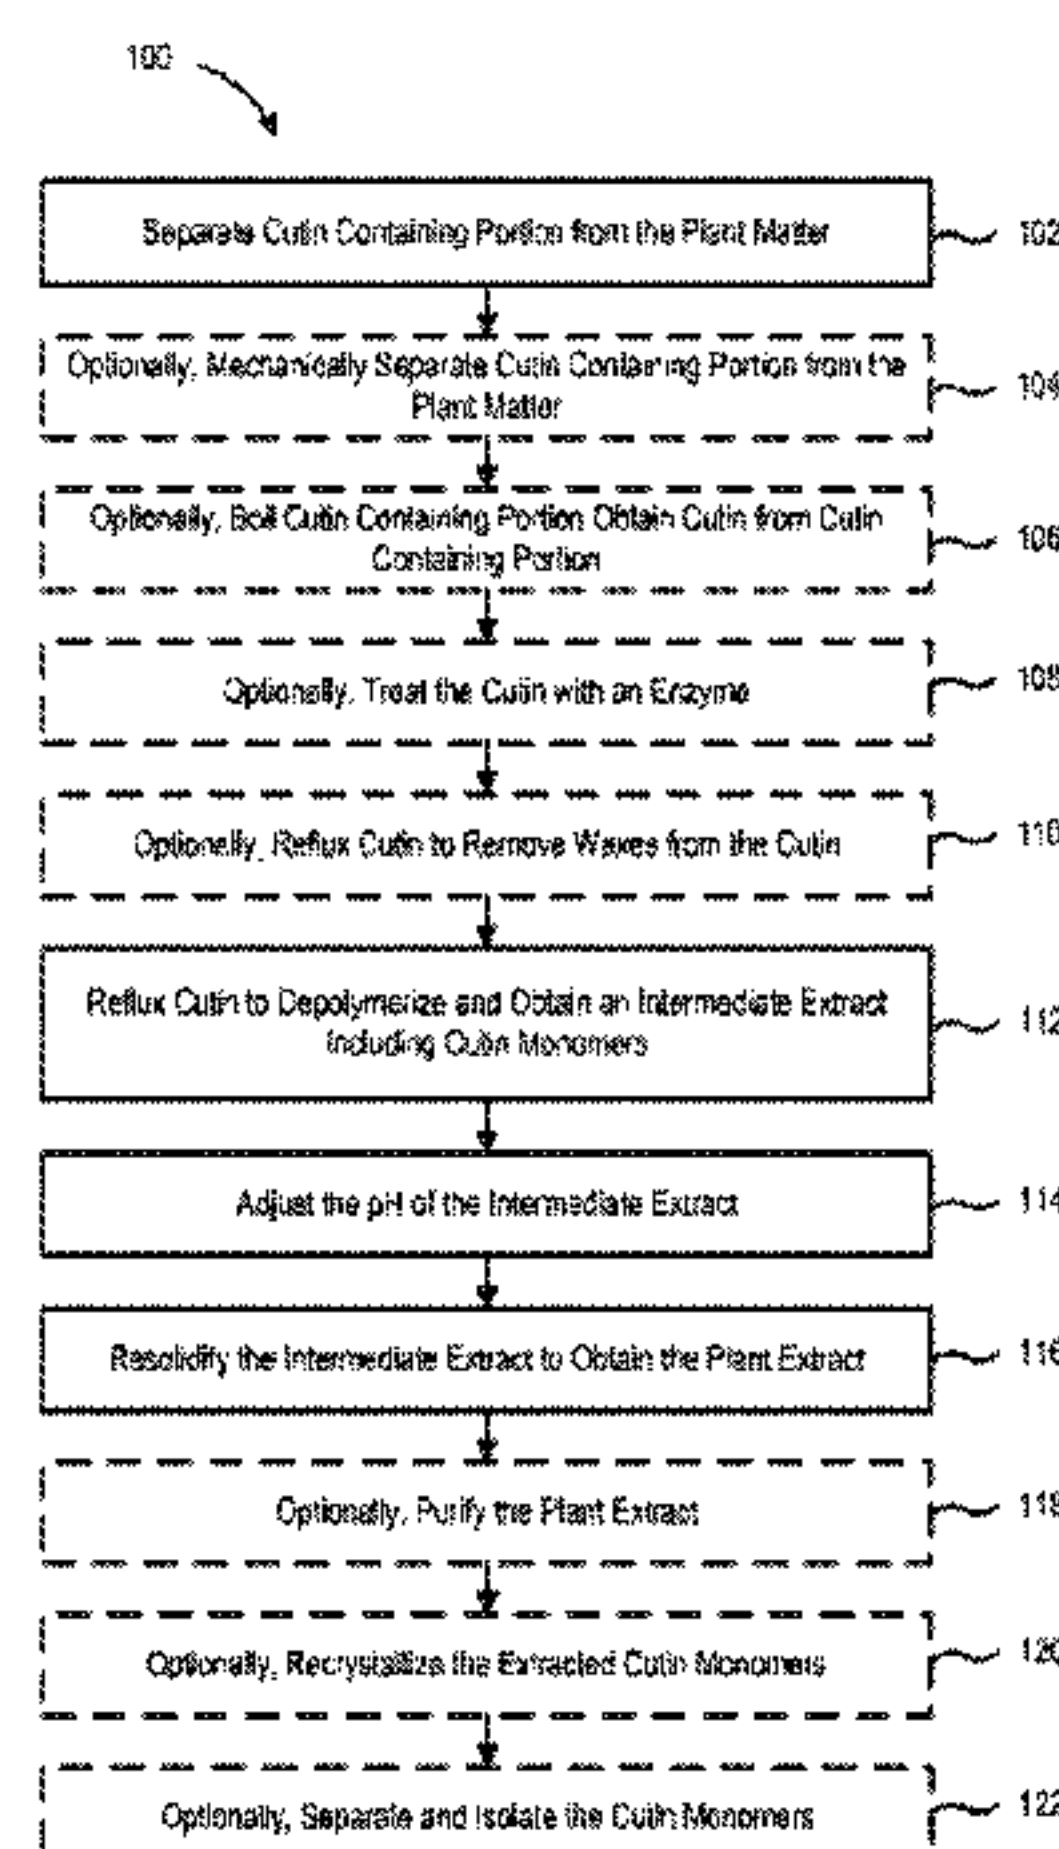 100
Separate Cutin Containing Portion from the Plant Matter
102
Optionally, Mechanically Separate Cutin Containing Portion from the
Plant Matter
104
Optionally, Boil Cutin Containing Portion Obtain Cutin from Cutin
Containing Portion
106
Optionally, Treat the Cutin with an Enzyme
108
Optionally, Reflux Cutin to Remove Waxes from the Cutin
110
Reflux Cutin to Depolymerize and Obtain an Intermediate Extract
Including Cutin Monomers
112
Adjust the pH of the Intermediate Extract
114
Resolidify the Intermediate Extract to Obtain the Plant Extract
116
Optionally, Purify the Plant Extract
118
Optionally, Recrystallize the Extracted Cutin Monomers
120
Optionally, Separate and Isolate the Cutin Monomers
122